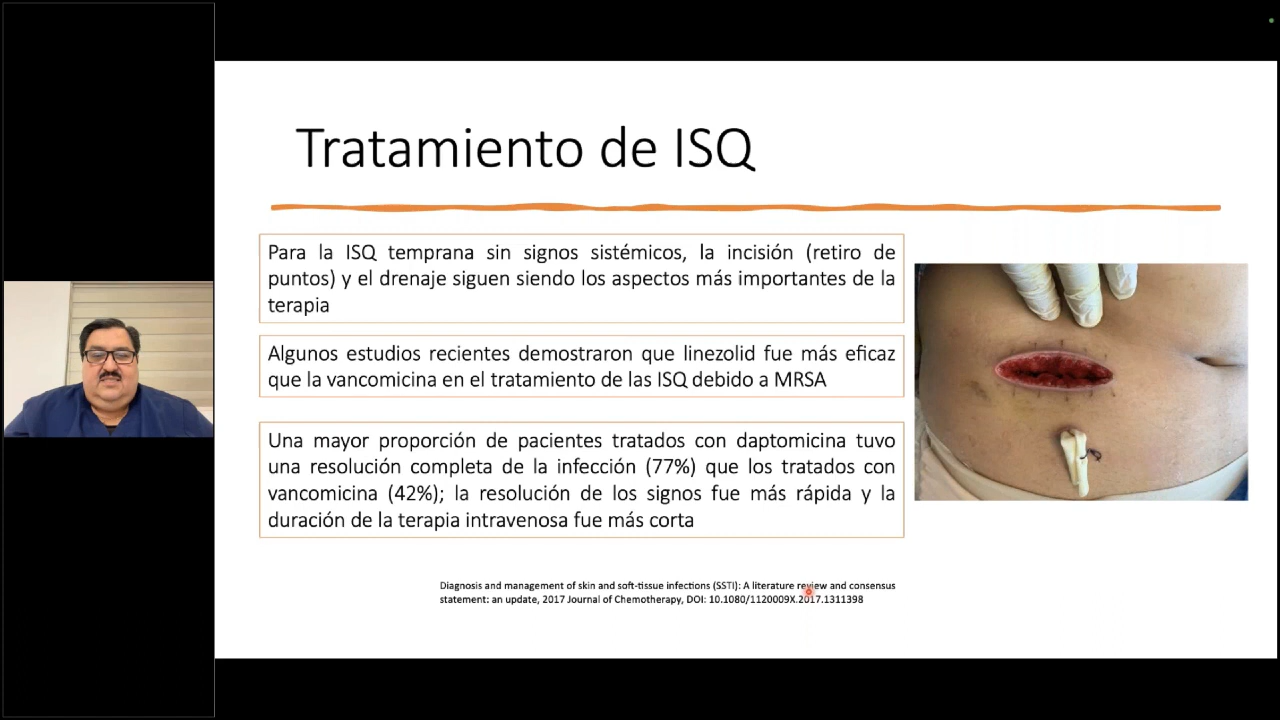 Tratamiento de ISQ
Para la ISQ temprana sin signos sistémicos, la incisión (retiro de
puntos) y el drenaje siguen siendo los aspectos más importantes de la
terapia
Algunos estudios recientes demostraron que linezolid fue más eficaz
que la vancomicina en el tratamiento de las ISQ debido a MRSA
Una mayor proporción de pacientes tratados con daptomicina tuvo
una resolución completa de la infección (77%) que los tratados con
vancomicina (42%); la resolución de los signos fue más rápida y la
duración de la terapia intravenosa fue más corta
Diagnosis and management of skin and soft-tissue infections (SSTI): A literature review and consensus
statement: an update, 2017 Journal of Chemotherapy, DOI: 10.1080/1120009X.2017.1311398